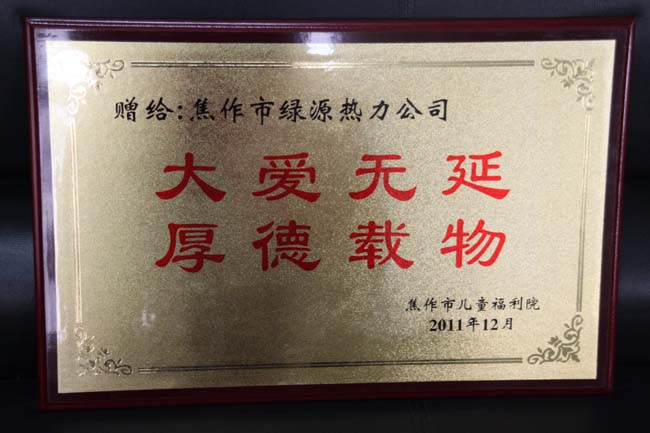 赠给:焦作市绿源热力公司
大爱无延
厚德载物
焦作市儿童福利院
2011年12月